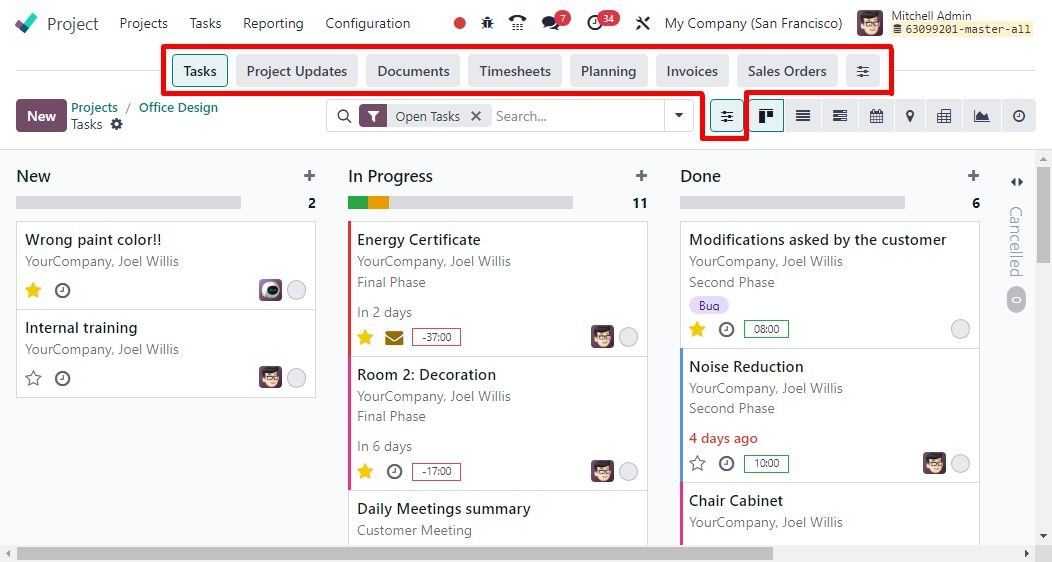 Project Projects Tasks Reporting Configuration 7 34 My Company (San Francisco) Mitchell Admin
63099201-master-all
Tasks Project Updates Documents Timesheets Planning Invoices Sales Orders
New Projects / Office Design
Tasks
Open Tasks × Search...
New 2
In Progress 11
Done 6
Cancelled 0
Wrong paint color!!
YourCompany, Joel Willis
Internal training
YourCompany, Joel Willis
Energy Certificate
YourCompany, Joel Willis
Final Phase
In 2 days
-37:00
Room 2: Decoration
YourCompany, Joel Willis
Final Phase
In 6 days
-17:00
Daily Meetings summary
Customer Meeting
Modifications asked by the customer
YourCompany, Joel Willis
Second Phase
Bug
08:00
Noise Reduction
YourCompany, Joel Willis
Second Phase
4 days ago
10:00
Chair Cabinet
YourCompany, Joel Willis